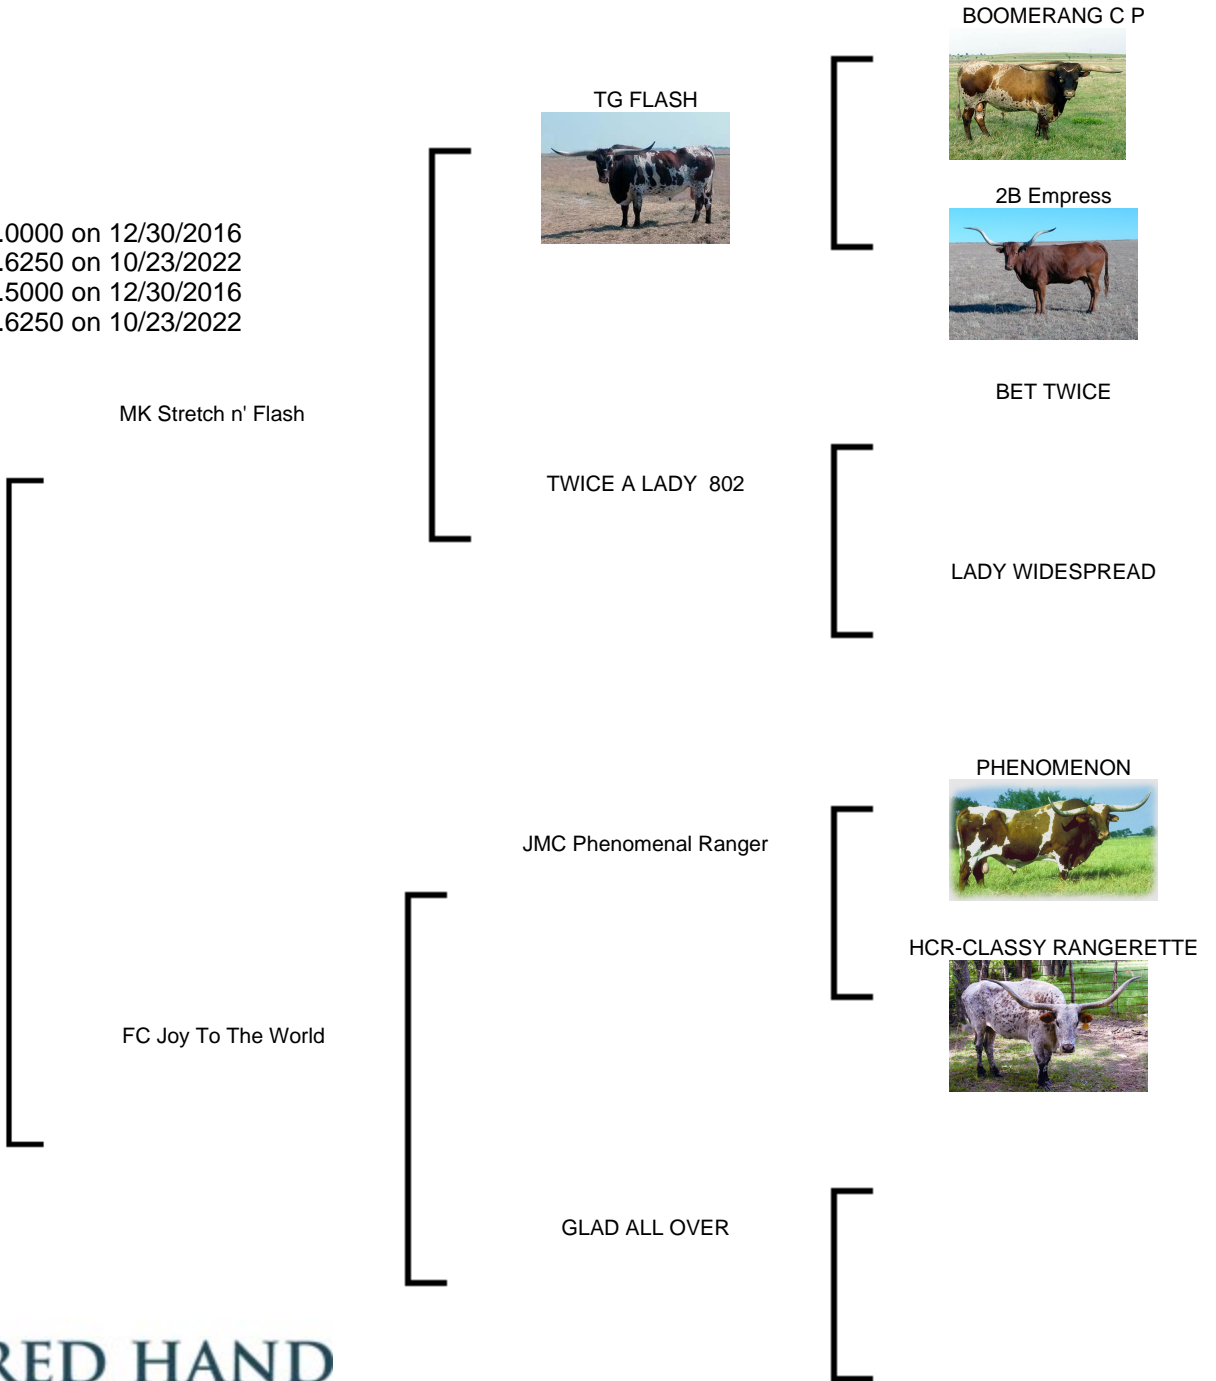 BOOMERANG C P
TG FLASH
2B Empress
.0000 on 12/30/2016
.6250 on 10/23/2022
.5000 on 12/30/2016
.6250 on 10/23/2022
BET TWICE
MK Stretch n' Flash
TWICE A LADY  802
LADY WIDESPREAD
PHENOMENON
JMC Phenomenal Ranger
HCR-CLASSY RANGERETTE
FC Joy To The World
GLAD ALL OVER
RED HAND